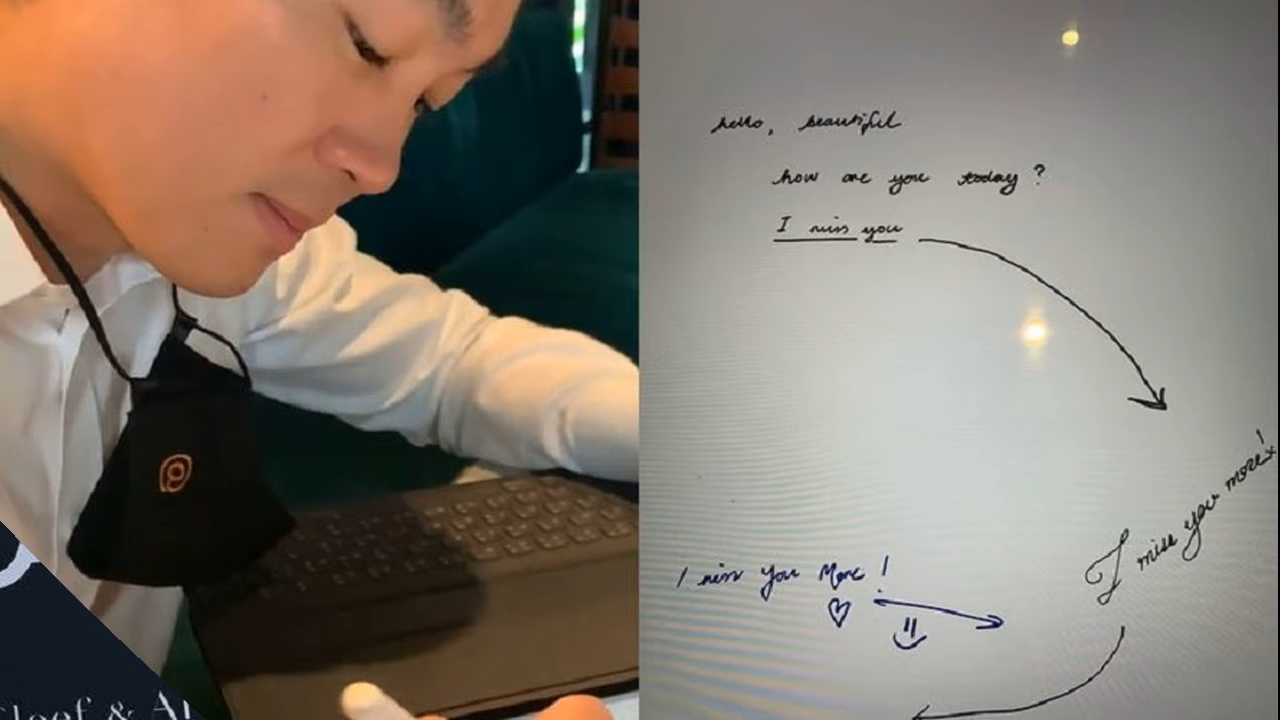 hello, beautiful
how are you today?
I miss you
I miss you more!
I miss You More!
& A